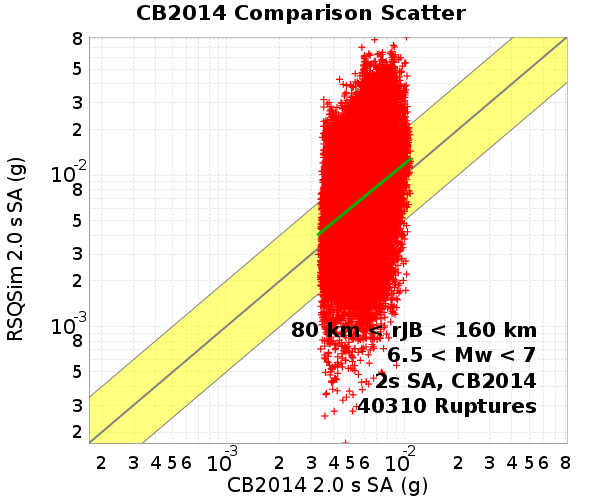 CB2014 Comparison Scatter
RSQSim 2.0 s SA (g)
8
5
3
2
10-2
8
5
3
2
10-3
8
5
3
2
80 km < rJB < 160 km
6.5 < Mw < 7
2s SA, CB2014
40310 Ruptures
2 3 4 5 6 10-3 2 3 4 5 6 10-2 2 3 4 5 6 8
CB2014 2.0 s SA (g)